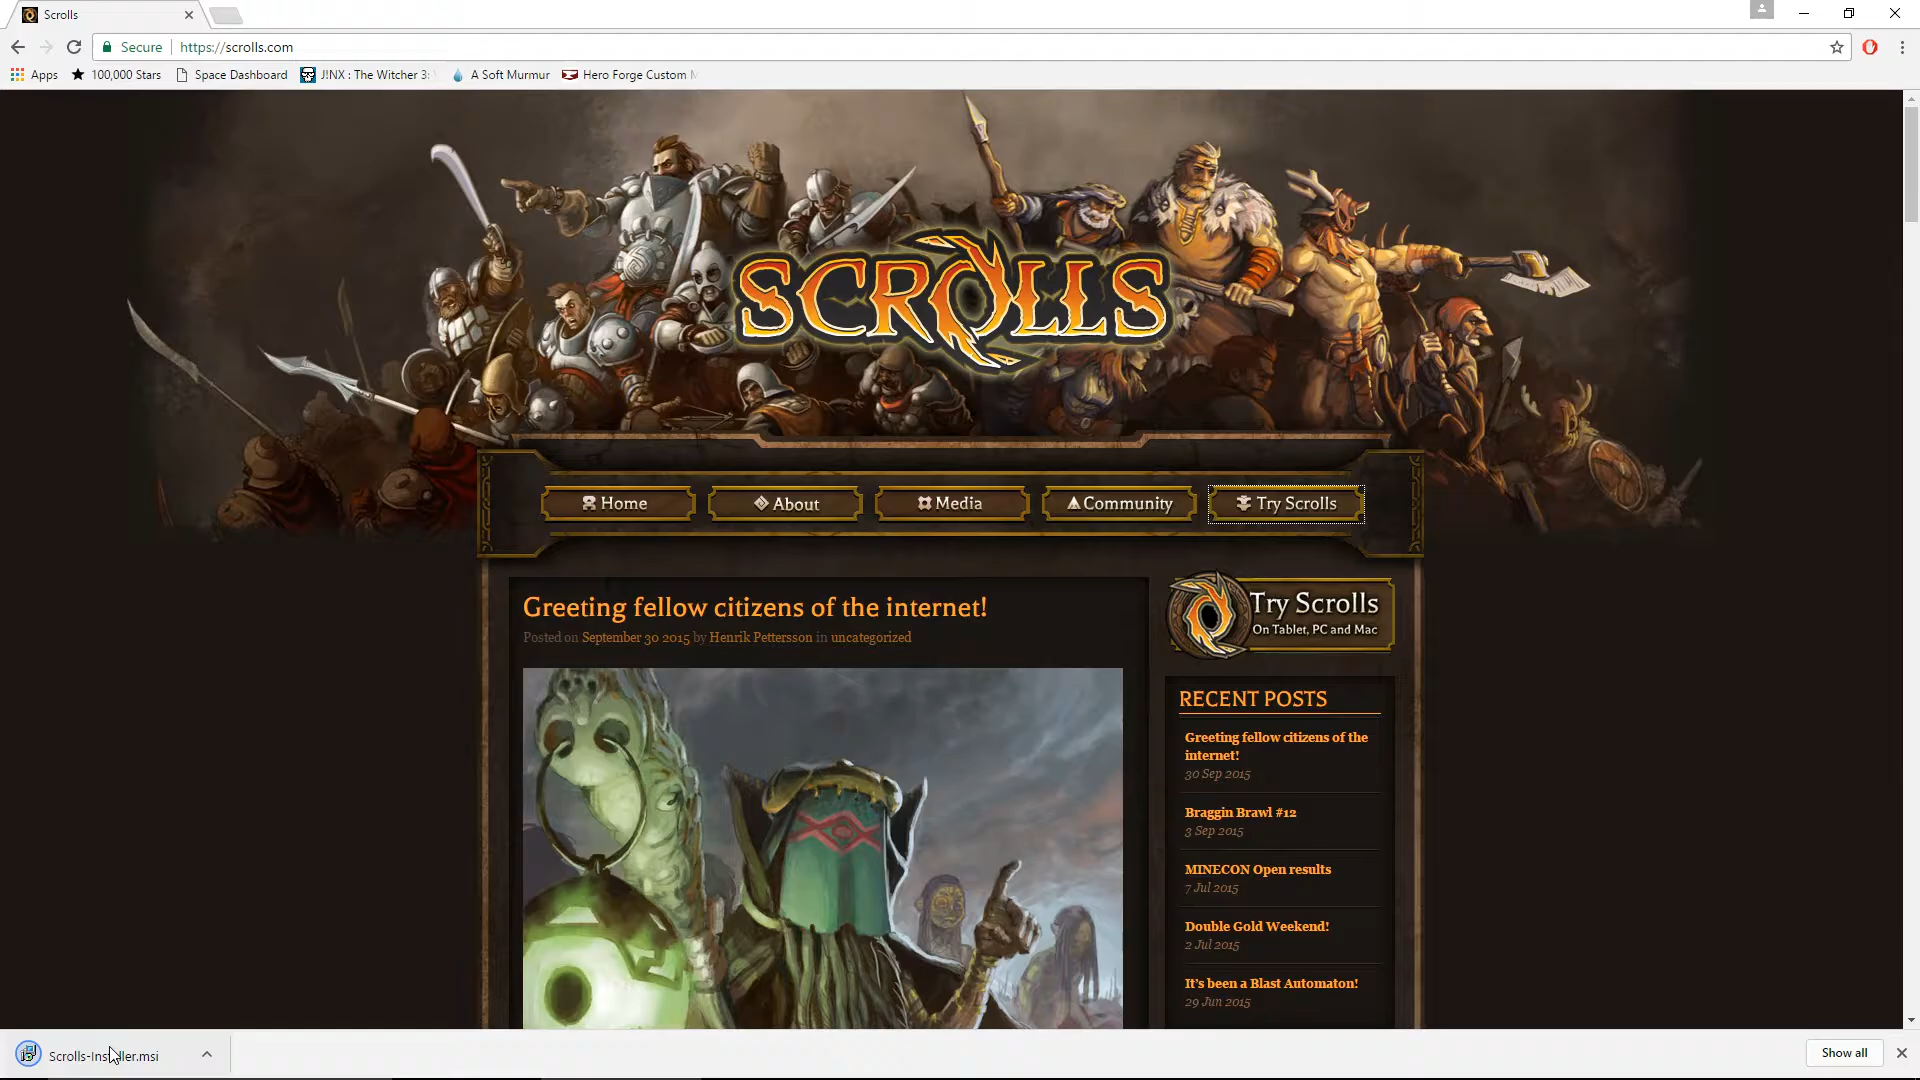 Scrolls
Secure
https://scrolls.com
Apps
100,000 Stars
Space Dashboard
J!NX : The Witcher 3:
A Soft Murmur
Hero Forge Custom
SCROLLS
Home
About
Media
Community
Try Scrolls
Greeting fellow citizens of the internet!
Posted on September 30 2015 by Henrik Pettersson in uncategorized
Try Scrolls
On Tablet, PC and Mac
RECENT POSTS
Greeting fellow citizens of the
internet!
30 Sep 2015
Braggin Brawl #12
3 Sep 2015
MINECON Open results
7 Jul 2015
Double Gold Weekend!
2 Jul 2015
It's been a Blast Automaton!
29 Jun 2015
Scrolls-Installer.msi
Show all